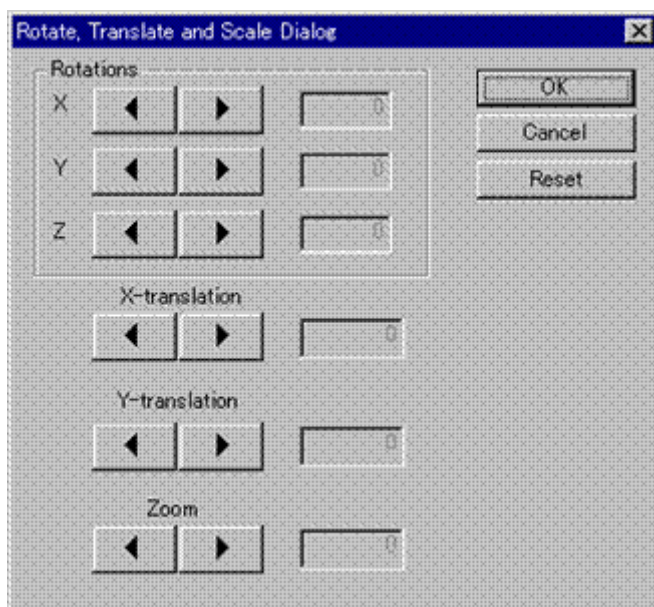 Rotate, Translate and Scale Dialog
Rotations
X 0
OK
Y 0
Cancel
Z 0
Reset
X-translation
0
Y-translation
0
Zoom
0